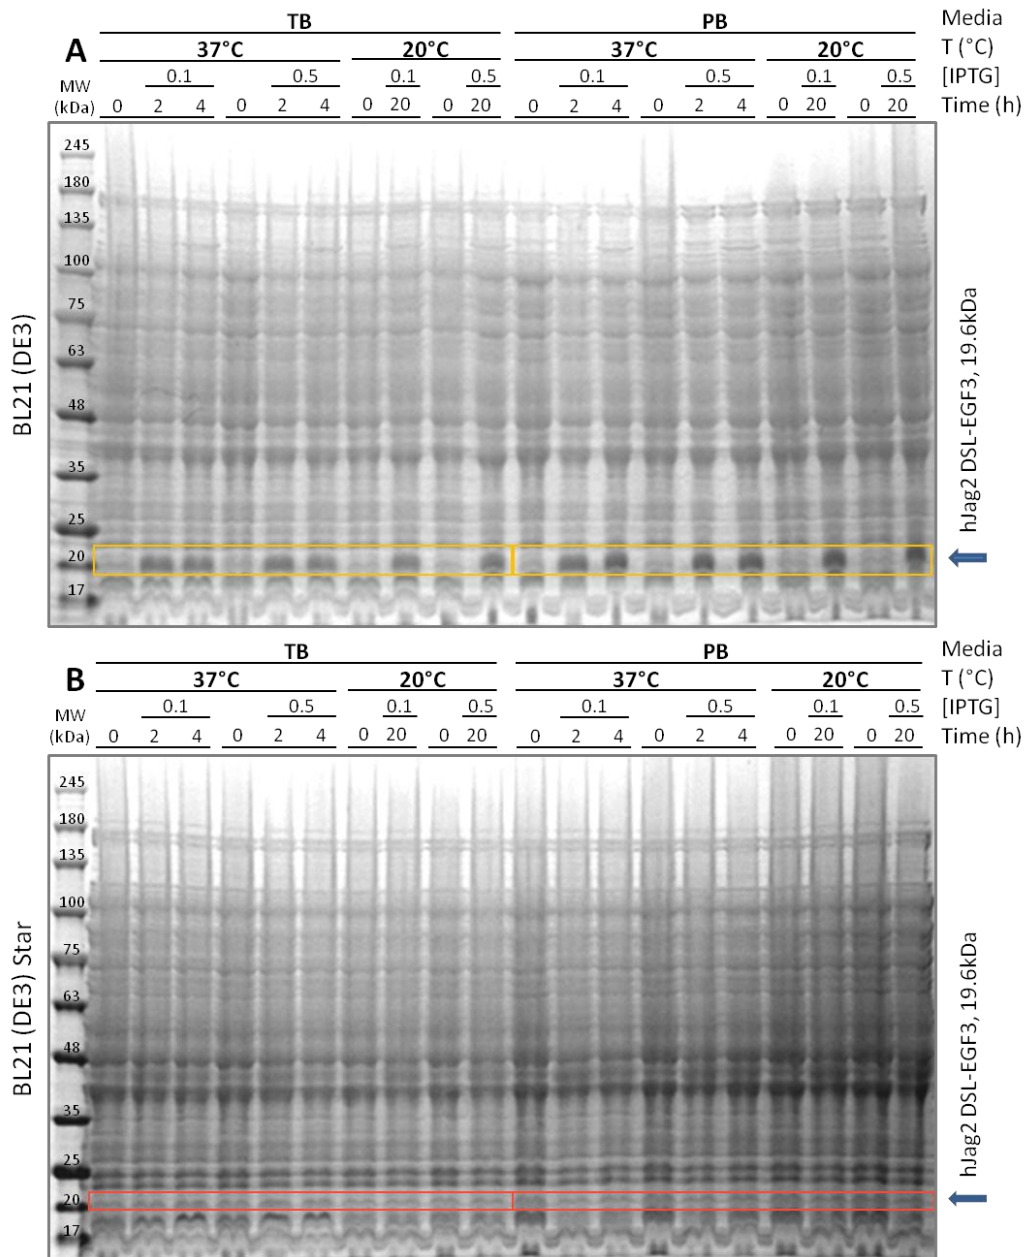 TB PB Media
A 37°C 20°C 37°C 20°C T (°C)
0.1 0.5 0.1 0.5 0.1 0.5 0.1 0.5 [IPTG]
MW
(kDa) 0 2 4 0 2 4 0 20 0 20 0 2 4 0 2 4 0 20 0 20 Time (h)
245
180
135
100
75
63
48
35
25
20
17
BL21 (DE3)
hJag2 DSL-EGF3, 19.6kDa
TB PB Media
B 37°C 20°C 37°C 20°C T (°C)
0.1 0.5 0.1 0.5 0.1 0.5 0.1 0.5 [IPTG]
MW
(kDa) 0 2 4 0 2 4 0 20 0 20 0 2 4 0 2 4 0 20 0 20 Time (h)
245
180
135
100
75
63
48
35
25
20
17
BL21 (DE3) Star
hJag2 DSL-EGF3, 19.6kDa